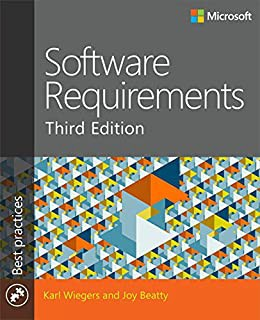 Microsoft
Software
Requirements
Third Edition
Best practices
Karl Wiegers and Joy Beatty